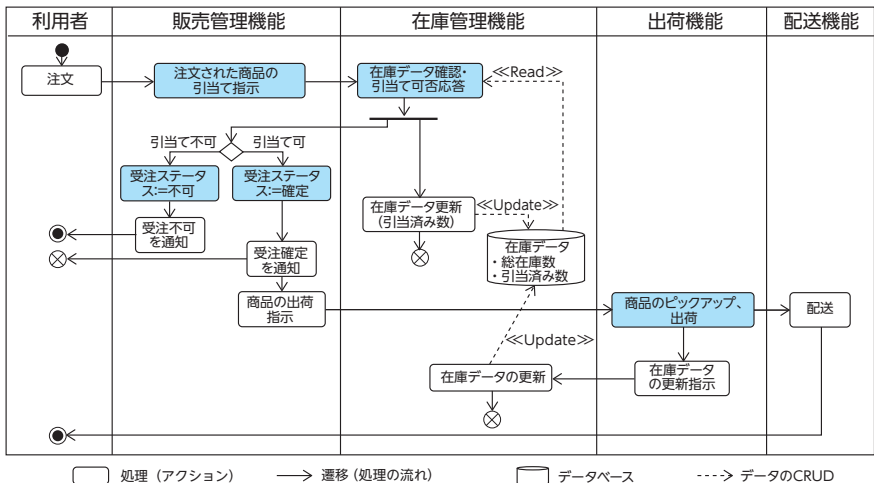 利用者
販売管理機能
在庫管理機能
出荷機能
配送機能
注文
注文された商品の
引当て指示
在庫データ確認・
引当て可否応答
≪Read≫
引当て不可
引当て可
受注ステータ
ス:=不可
受注ステータ
ス:=確定
在庫データ更新
(引当済み数)
≪Update≫
受注不可
を通知
受注確定
を通知
在庫データ
・総在庫数
・引当済み数
商品の出荷
指示
商品のピックアップ、
出荷
配送
≪Update≫
在庫データの更新
在庫データ
の更新指示
処理（アクション）
遷移（処理の流れ）
データベース
データのCRUD